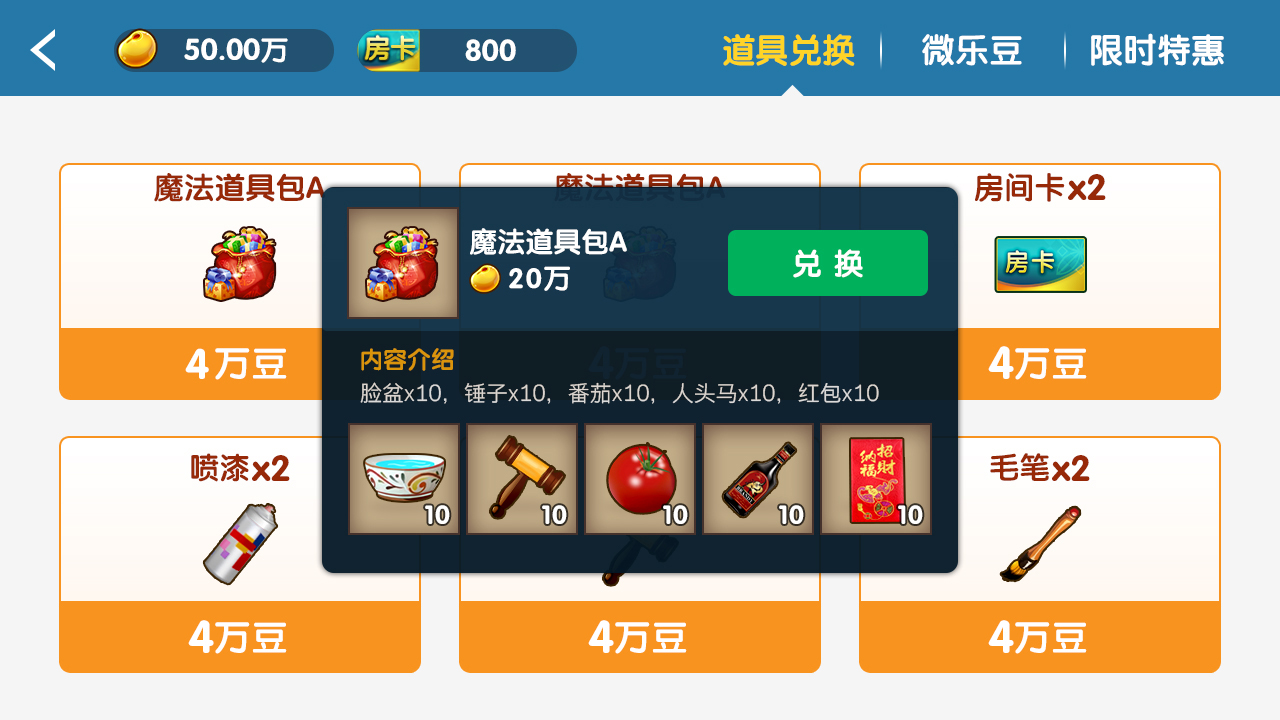 50.00万
房卡
800
道具兑换
微乐豆
限时特惠
魔法道具包A
魔法道具包A
房间卡x2
房卡
4万豆
4万豆
4万豆
魔法道具包A
20万
兑 换
内容介绍
脸盆x10，锤子x10，番茄x10，人头马x10，红包x10
10
10
10
BRANDY
10
招财
纳福
10
喷漆x2
毛笔x2
4万豆
4万豆
4万豆